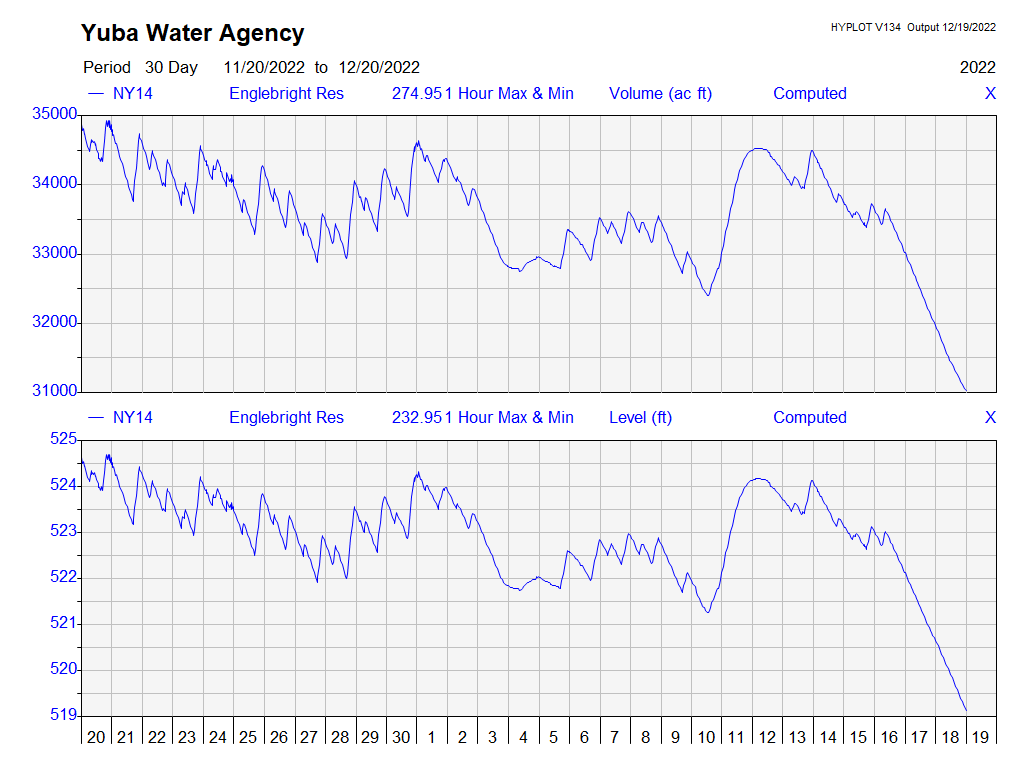 Yuba Water Agency
HYPLOT V134 Output 12/19/2022
Period 30 Day 11/20/2022 to 12/20/2022 2022
NY14 Englebright Res 274.951 Hour Max & Min Volume (ac ft) Computed X
35000
34000
33000
32000
31000
NY14 Englebright Res 232.951 Hour Max & Min Level (ft) Computed X
525
524
523
522
521
520
519
20 21 22 23 24 25 26 27 28 29 30 1 2 3 4 5 6 7 8 9 10 11 12 13 14 15 16 17 18 19